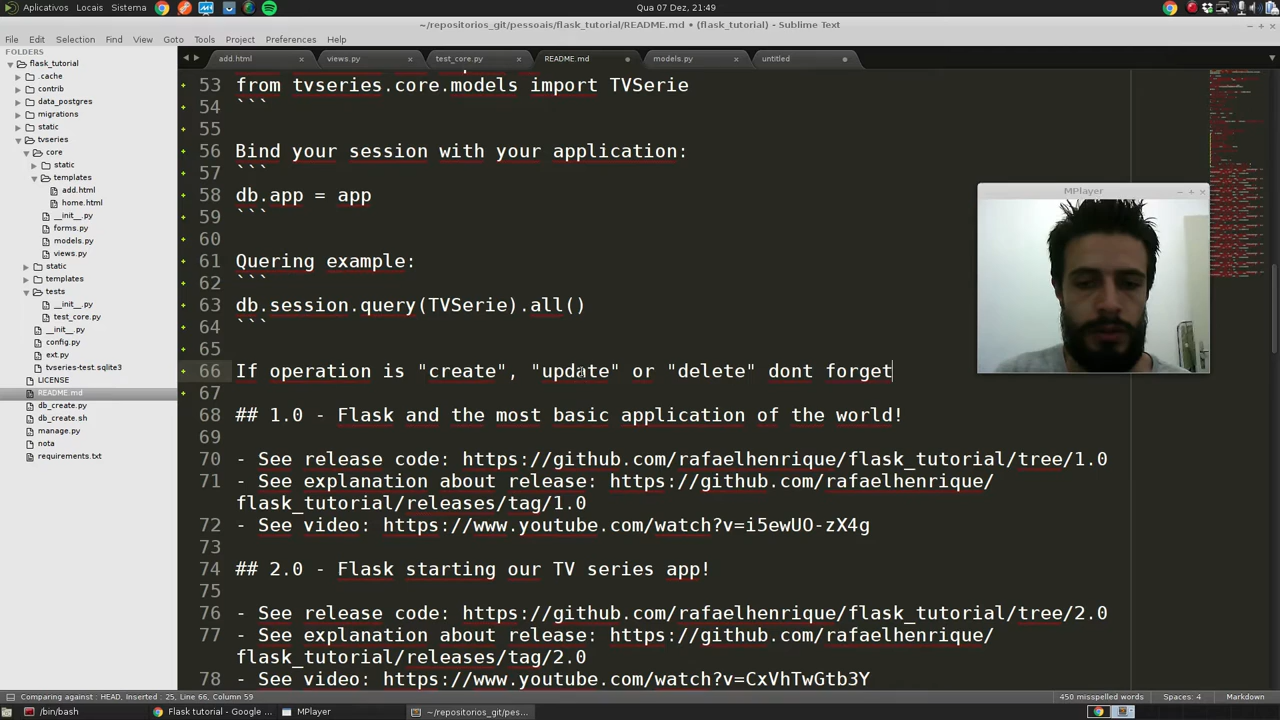 Aplicativos Locais Sistema
Qua 07 Dez, 21:49
~/repositorios_git/pessoais/flask_tutorial/README.md • (flask_tutorial) - Sublime Text
File Edit Selection Find View Goto Tools Project Preferences Help
FOLDERS
flask_tutorial
.cache
contrib
data_postgres
migrations
static
tvseries
core
static
templates
add.html
home.html
__init__.py
forms.py
models.py
views.py
static
templates
tests
__init__.py
test_core.py
__init__.py
config.py
ext.py
tvseries-test.sqlite3
LICENSE
README.md
db_create.py
db_create.sh
manage.py
nota
requirements.txt
add.html views.py test_core.py README.md models.py untitled
53 from tvseries.core.models import TVSerie
54 ```
55
56 Bind your session with your application:
57 ```
58 db.app = app
59 ```
60
61 Quering example:
62 ```
63 db.session.query(TVSerie).all()
64 ```
65
66 If operation is "create", "update" or "delete" dont forget
67
68 ## 1.0 - Flask and the most basic application of the world!
69
70 - See release code: https://github.com/rafaelhenrique/flask_tutorial/tree/1.0
71 - See explanation about release: https://github.com/rafaelhenrique/
flask_tutorial/releases/tag/1.0
72 - See video: https://www.youtube.com/watch?v=i5ewUO-zX4g
73
74 ## 2.0 - Flask starting our TV series app!
75
76 - See release code: https://github.com/rafaelhenrique/flask_tutorial/tree/2.0
77 - See explanation about release: https://github.com/rafaelhenrique/
flask_tutorial/releases/tag/2.0
78 - See video: https://www.youtube.com/watch?v=CxVhTwGtb3Y
MPlayer
Comparing against : HEAD, Inserted : 25, Line 66, Column 59
450 misspelled words Spaces: 4 Markdown
/bin/bash Flask tutorial - Google ... MPlayer ~/repositorios_git/pes...